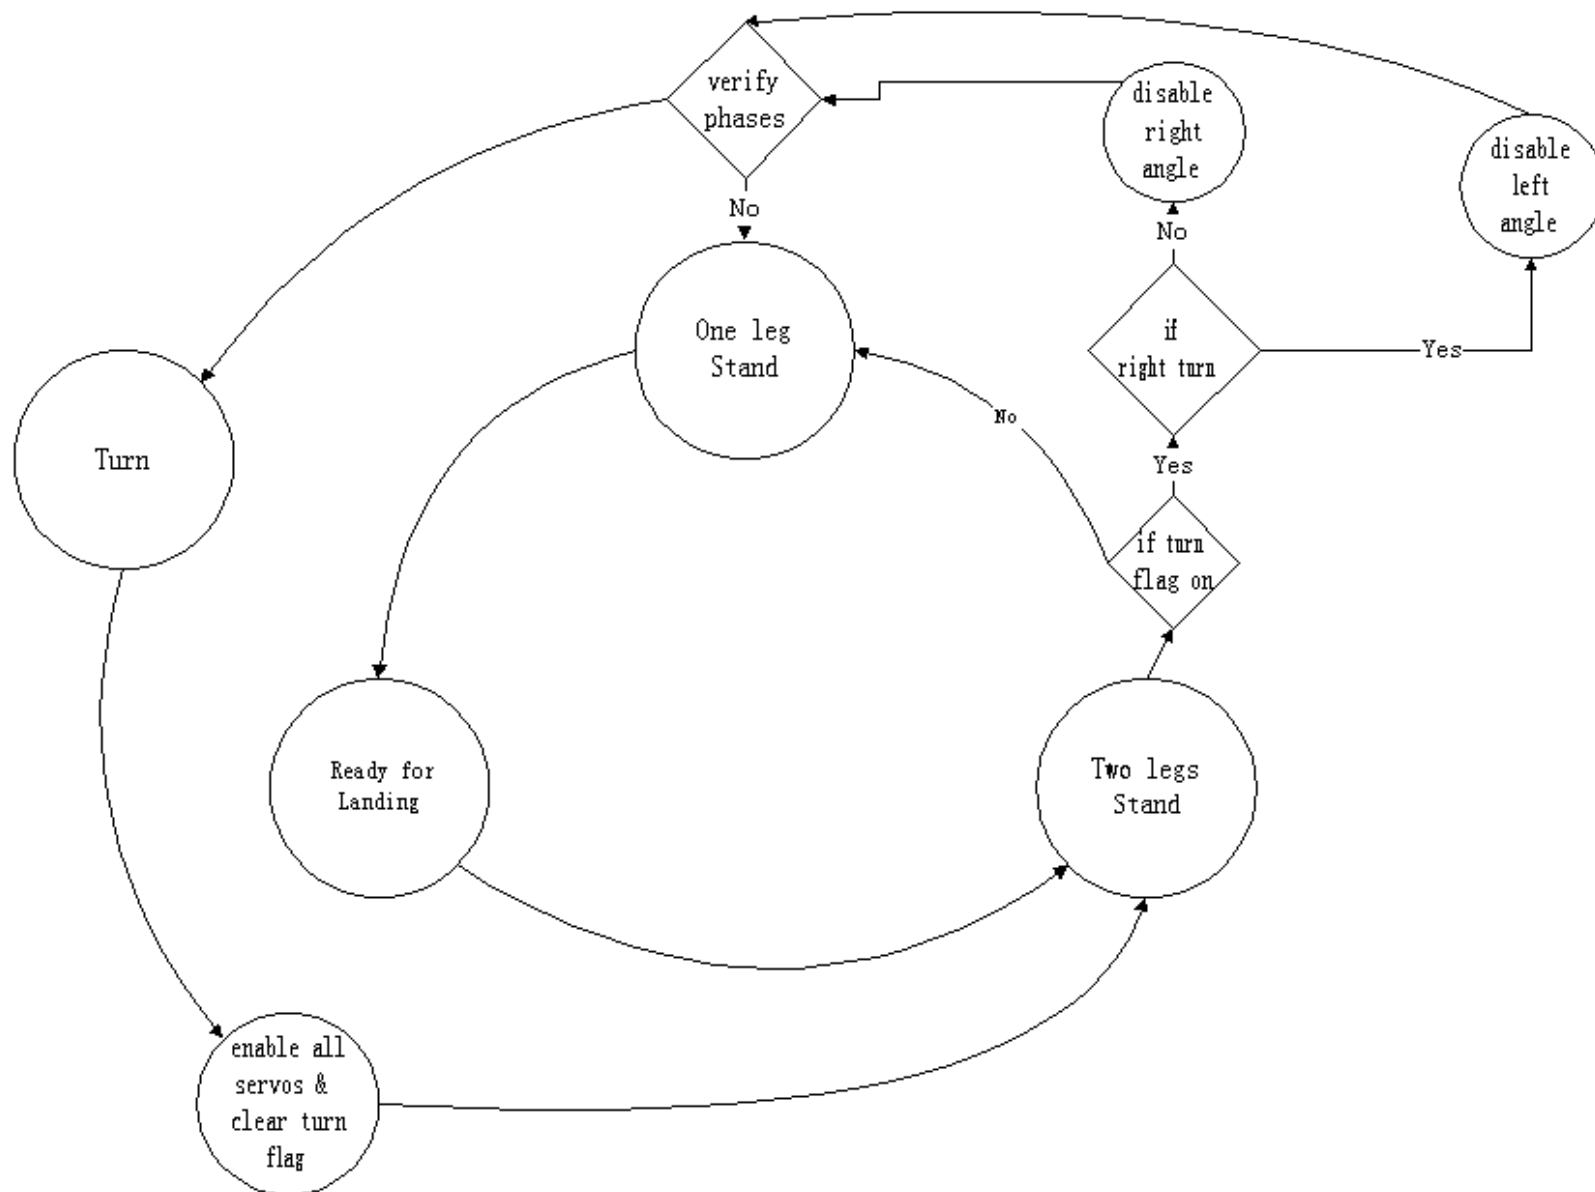 verify
phases
disable
right
angle
disable
left
angle
No
No
if
right turn
Yes
One leg
Stand
No
Yes
Turn
if turn
flag on
Ready for
Landing
Two legs
Stand
enable all
servos &
clear turn
flag